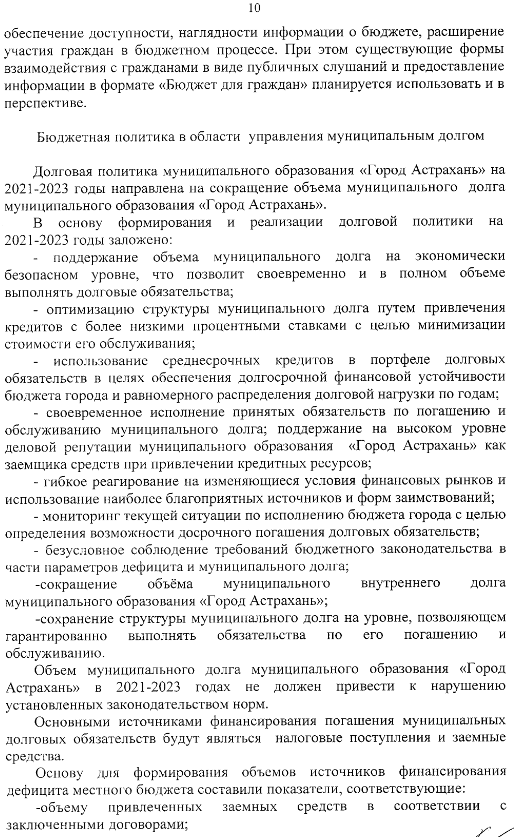 10
обеспечение доступности, наглядности информации о бюджете, расширение
участия граждан в бюджетном процессе. При этом существующие формы
взаимодействия с гражданами в виде публичных слушаний и предоставление
информации в формате «Бюджет для граждан» планируется использовать и в
перспективе.
Бюджетная политика в области управления муниципальным долгом
Долговая политика муниципального образования «Город Астрахань» на
2021-2023 годы направлена на сокращение объема муниципального долга
муниципального образования «Город Астрахань».
В основу формирования и реализации долговой политики на
2021-2023 годы заложено:
- поддержание объема муниципального долга на экономически
безопасном уровне, что позволит своевременно и в полном объеме
выполнять долговые обязательства;
- оптимизацию структуры муниципального долга путем привлечения
кредитов с более низкими процентными ставками с целью минимизации
стоимости его обслуживания;
- использование среднесрочных кредитов в портфеле долговых
обязательств в целях обеспечения долгосрочной финансовой устойчивости
бюджета города и равномерного распределения долговой нагрузки по годам;
- своевременное исполнение принятых обязательств по погашению и
обслуживанию муниципального долга; поддержание на высоком уровне
деловой репутации муниципального образования «Город Астрахань» как
заемщика средств при привлечении кредитных ресурсов;
- гибкое реагирование на изменяющиеся условия финансовых рынков и
использование наиболее благоприятных источников и форм заимствований;
- мониторинг текущей ситуации по исполнению бюджета города с целью
определения возможности досрочного погашения долговых обязательств;
- безусловное соблюдение требований бюджетного законодательства в
части параметров дефицита и муниципального долга;
-сокращение объёма муниципального внутреннего долга
муниципального образования «Город Астрахань»;
-сохранение структуры муниципального долга на уровне, позволяющем
гарантированно выполнять обязательства по его погашению и
обслуживанию.
Объем муниципального долга муниципального образования «Город
Астрахань» в 2021-2023 годах не должен привести к нарушению
установленных законодательством норм.
Основными источниками финансирования погашения муниципальных
долговых обязательств будут являться налоговые поступления и заемные
средства.
Основу для формирования объемов источников финансирования
дефицита местного бюджета составили показатели, соответствующие:
-объему привлеченных заемных средств в соответствии с
заключенными договорами;